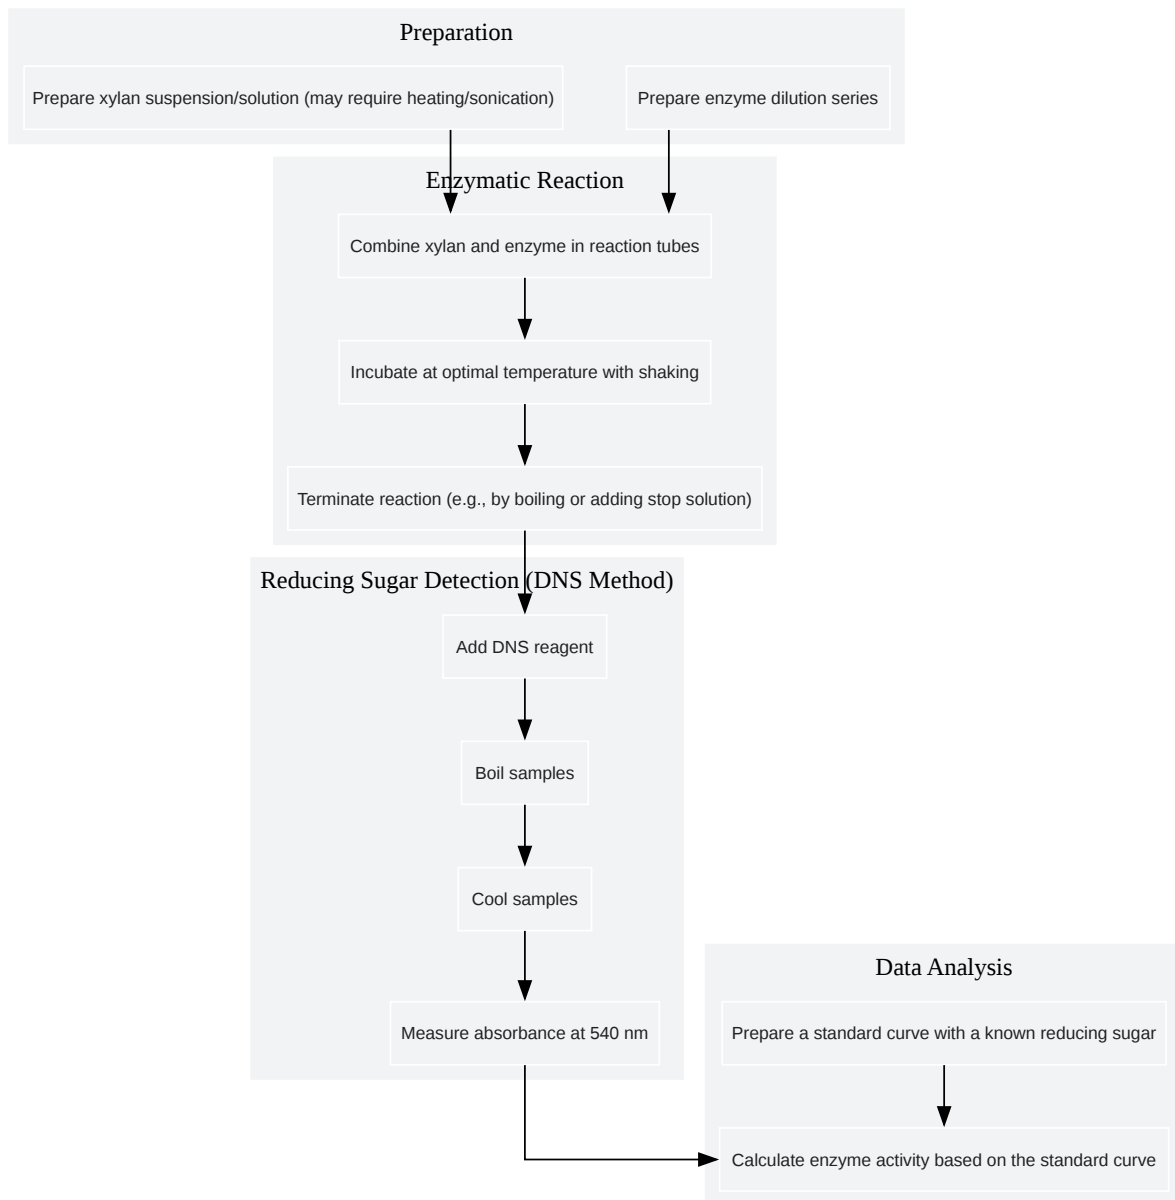 Preparation
Prepare xylan suspension/solution (may require heating/sonication)
Prepare enzyme dilution series
Enzymatic Reaction
Combine xylan and enzyme in reaction tubes
Incubate at optimal temperature with shaking
Terminate reaction (e.g., by boiling or adding stop solution)
Reducing Sugar Detection (DNS Method)
Add DNS reagent
Boil samples
Cool samples
Measure absorbance at 540 nm
Data Analysis
Prepare a standard curve with a known reducing sugar
Calculate enzyme activity based on the standard curve